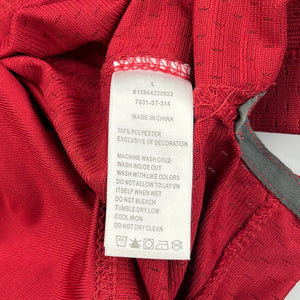 L
617844230922
7831-ST-314
MADE IN CHINA
100% POLYESTER
EXCLUSIVE OF DECORATION
MACHINE WASH COLD
WASH INSIDE OUT
WASH WITH LIKE COLORS
DO NOT ALLOW TO LAY ON
ITSELF WHEN WET
DO NOT BLEACH
TUMBLE DRY LOW
COOL IRON
DO NOT DRY CLEAN